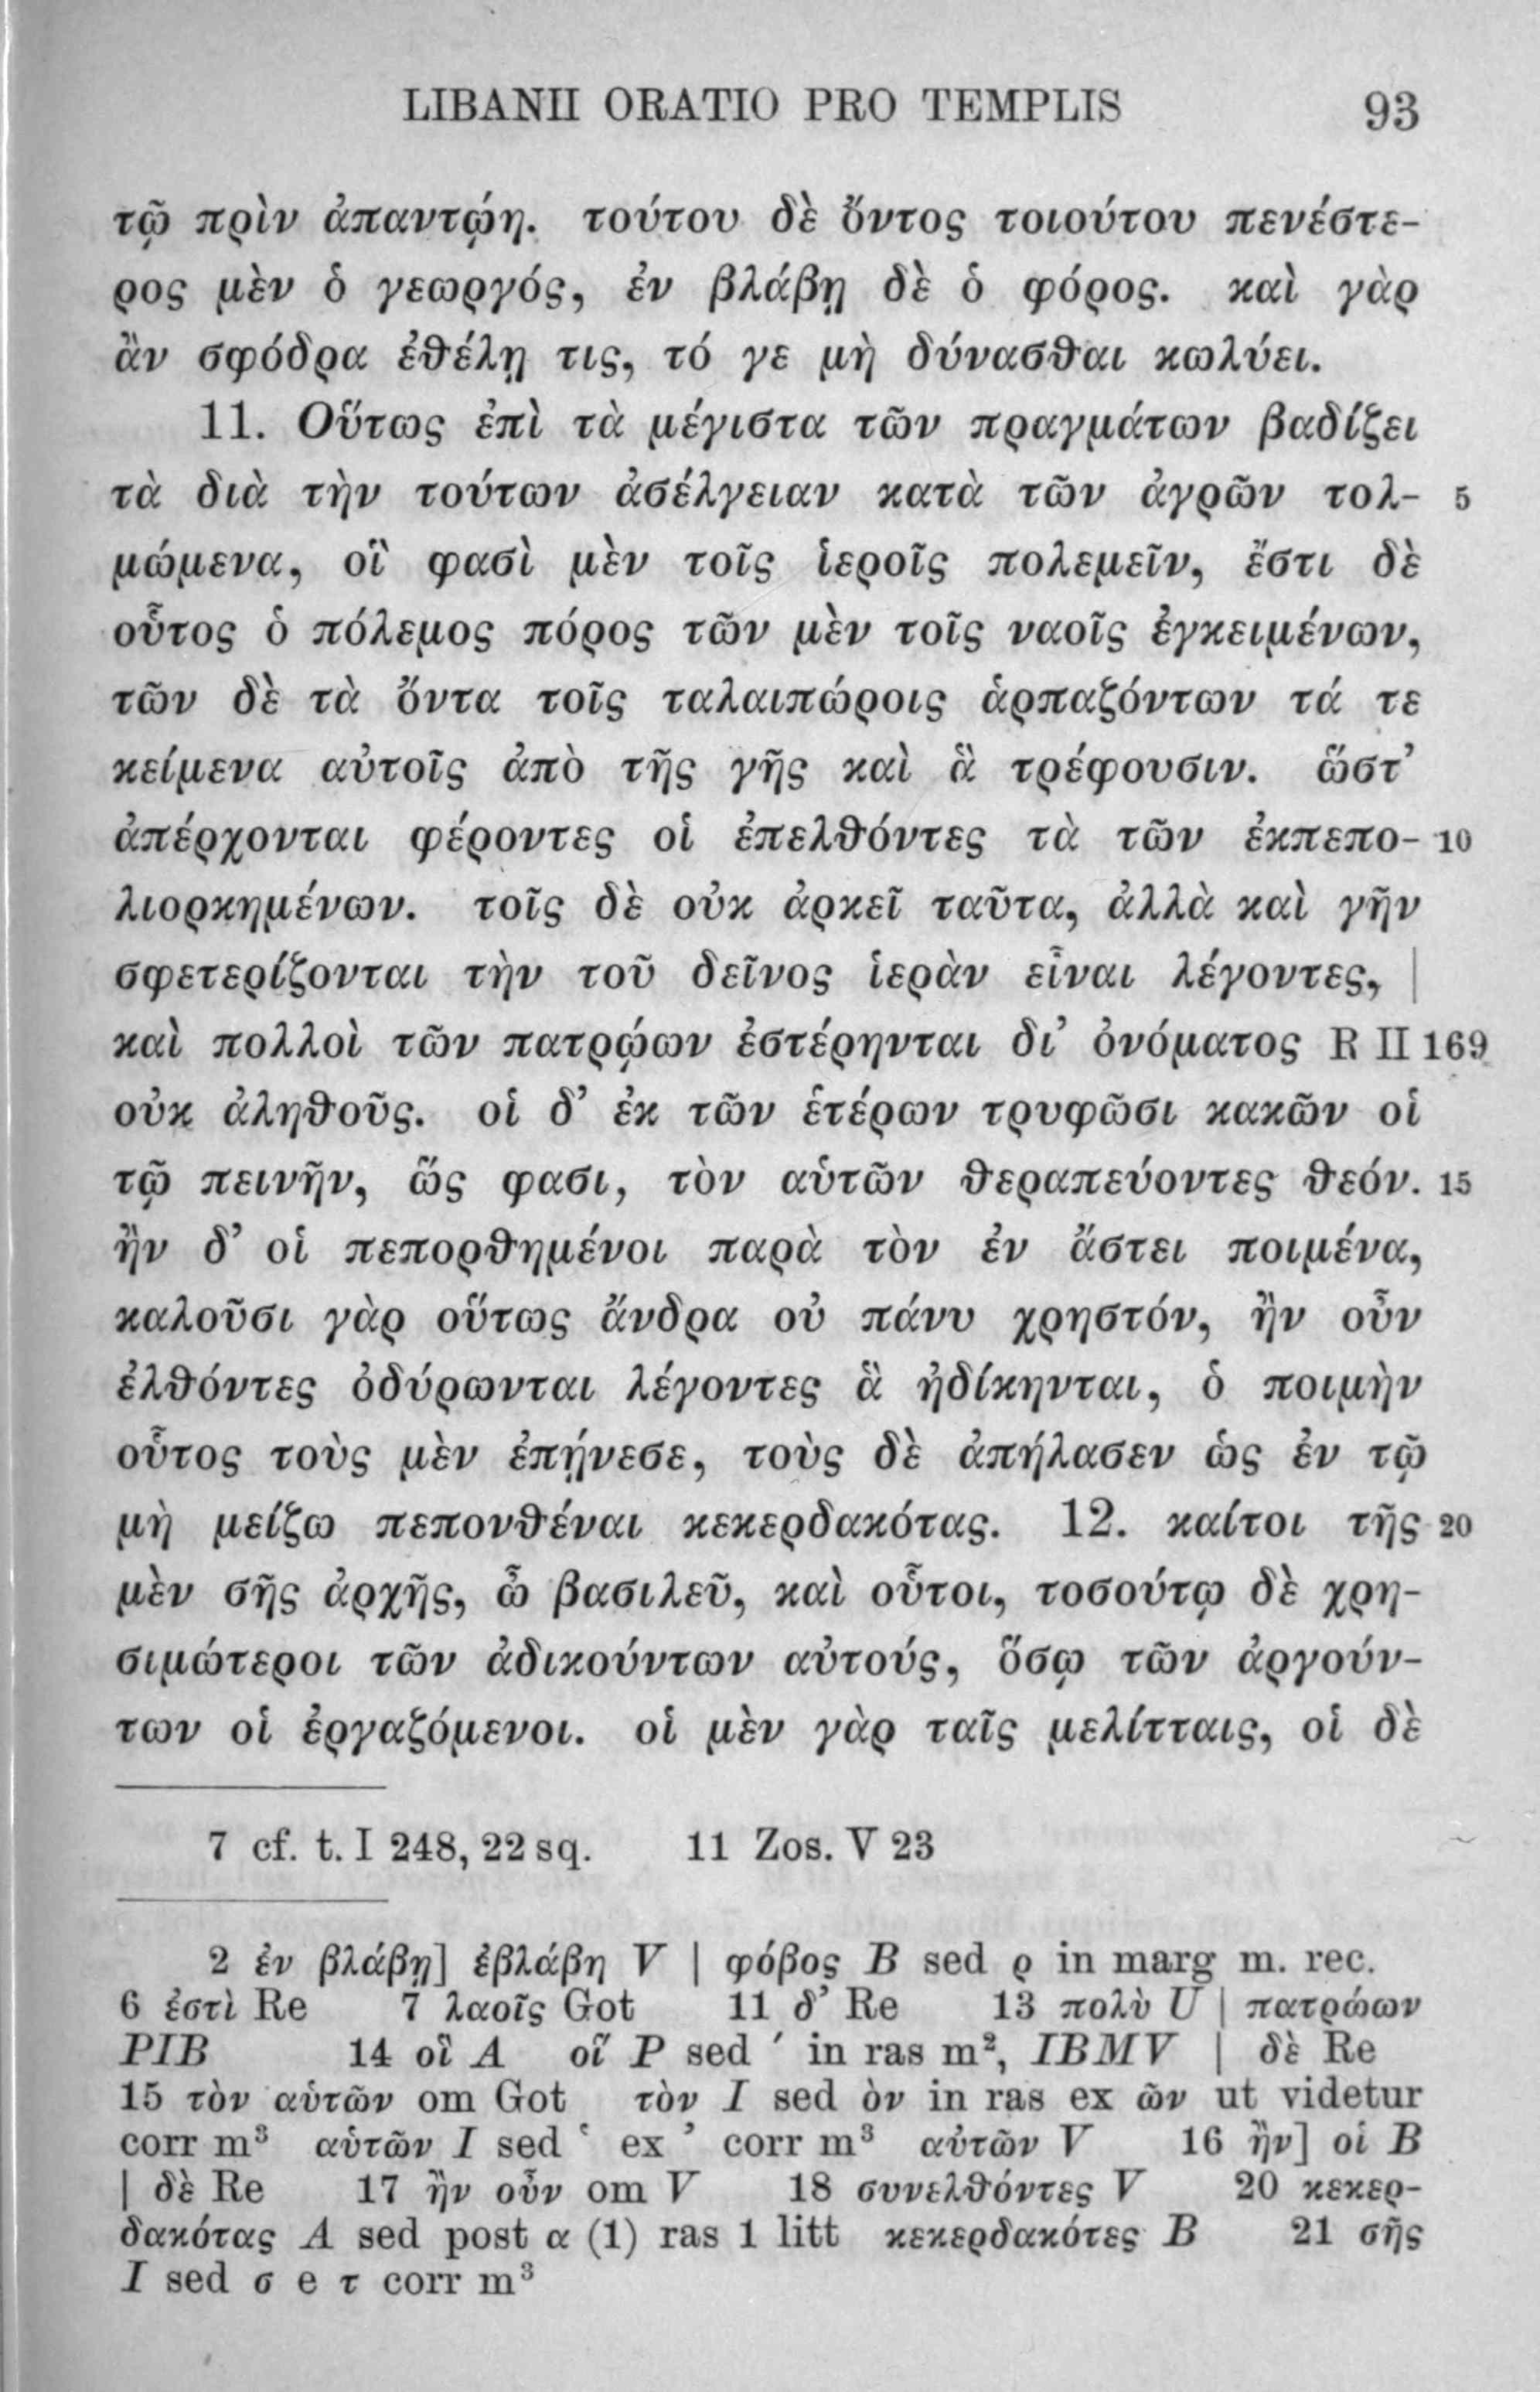 LIBANII ORATIO PRO TEMPLIS 93
τῷ πρὶν ἀπαντῴη. τούτου δὲ ὄντος τοιούτου πενέστε-
ρος μὲν ὁ γεωργός, ἐν βλάβῃ δὲ ὁ φόρος. καὶ γὰρ
ἂν σφόδρα ἐθέλῃ τις, τό γε μὴ δύνασθαι κωλύει.
11. Οὕτως ἐπὶ τὰ μέγιστα τῶν πραγμάτων βαδίζει
τὰ διὰ τὴν τούτων ἀσέλγειαν κατὰ τῶν ἀγρῶν τολ- 5
μώμενα, οἵ φασὶ μὲν τοῖς ἱεροῖς πολεμεῖν, ἔστι δὲ
οὗτος ὁ πόλεμος πόρος τῶν μὲν τοῖς ναοῖς ἐγκειμένων,
τῶν δὲ τὰ ὄντα τοῖς ταλαιπώροις ἁρπαζόντων τά τε
κείμενα αὐτοῖς ἀπὸ τῆς γῆς καὶ ἃ τρέφουσιν. ὥστ’
ἀπέρχονται φέροντες οἱ ἐπελθόντες τὰ τῶν ἐκπεπο- 10
λιορκημένων. τοῖς δὲ οὐκ ἀρκεῖ ταῦτα, ἀλλὰ καὶ γῆν
σφετερίζονται τὴν τοῦ δεῖνος ἱερὰν εἶναι λέγοντες, |
καὶ πολλοὶ τῶν πατρῴων ἐστέρηνται δι’ ὀνόματος R II 169
οὐκ ἀληθοῦς. οἱ δ’ ἐκ τῶν ἑτέρων τρυφῶσι κακῶν οἱ
τῷ πεινῆν, ὥς φασι, τὸν αὑτῶν θεραπεύοντες θεόν. 15
ἢν δ’ οἱ πεπορθημένοι παρὰ τὸν ἐν ἄστει ποιμένα,
καλοῦσι γὰρ οὕτως ἄνδρα οὐ πάνυ χρηστόν, ἢν οὖν
ἐλθόντες ὀδύρωνται λέγοντες ἃ ἠδίκηνται, ὁ ποιμὴν
οὗτος τοὺς μὲν ἐπῄνεσε, τοὺς δὲ ἀπήλασεν ὡς ἐν τῷ
μὴ μείζω πεπονθέναι κεκερδακότας. 12. καίτοι τῆς 20
μὲν σῆς ἀρχῆς, ὦ βασιλεῦ, καὶ οὗτοι, τοσούτῳ δὲ χρη-
σιμώτεροι τῶν ἀδικούντων αὐτούς, ὅσῳ τῶν ἀργούν-
των οἱ ἐργαζόμενοι. οἱ μὲν γὰρ ταῖς μελίτταις, οἱ δὲ
7 cf. t. I 248, 22 sq. 11 Zos. V 23
2 ἐν βλάβῃ] ἐβλάβη V | φόβος B sed ρ in marg m. rec.
6 ἐστὶ Re 7 λαοῖς Got 11 δ’ Re 13 πολὺ U | πατρώων
PIB 14 οἳ A οἵ P sed ′ in ras m², IBMV | δὲ Re
15 τὸν αὑτῶν om Got τὸν I sed ὸν in ras ex ῶν ut videtur
corr m³ αὑτῶν I sed ῾ ex ’ corr m³ αὐτῶν V 16 ἢν] οἱ B
| δὲ Re 17 ἢν οὖν om V 18 συνελθόντες V 20 κεκερ-
δακότας A sed post α (1) ras 1 litt κεκερδακότες B 21 σῆς
I sed σ e τ corr m³